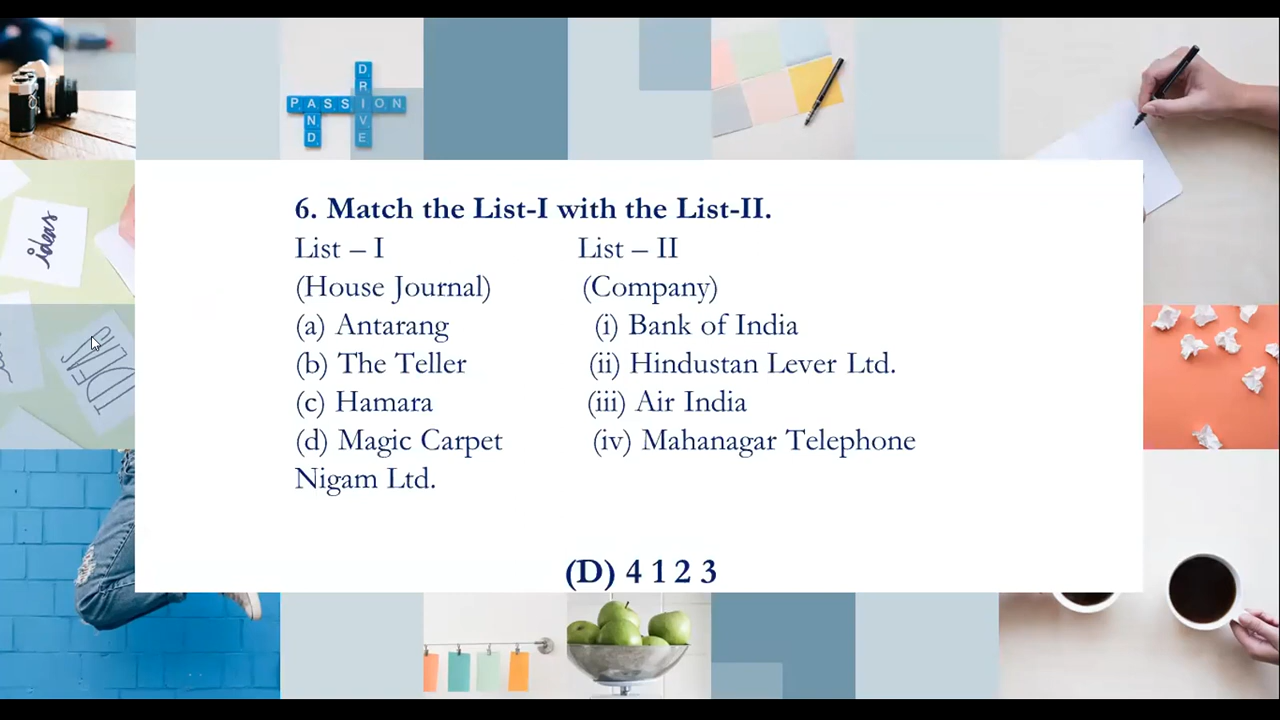 DRIVE
PASSION
AND
ideas
IDEAS
6. Match the List-I with the List-II.
List – I List – II
(House Journal) (Company)
(a) Antarang (i) Bank of India
(b) The Teller (ii) Hindustan Lever Ltd.
(c) Hamara (iii) Air India
(d) Magic Carpet (iv) Mahanagar Telephone
Nigam Ltd.
(D) 4 1 2 3